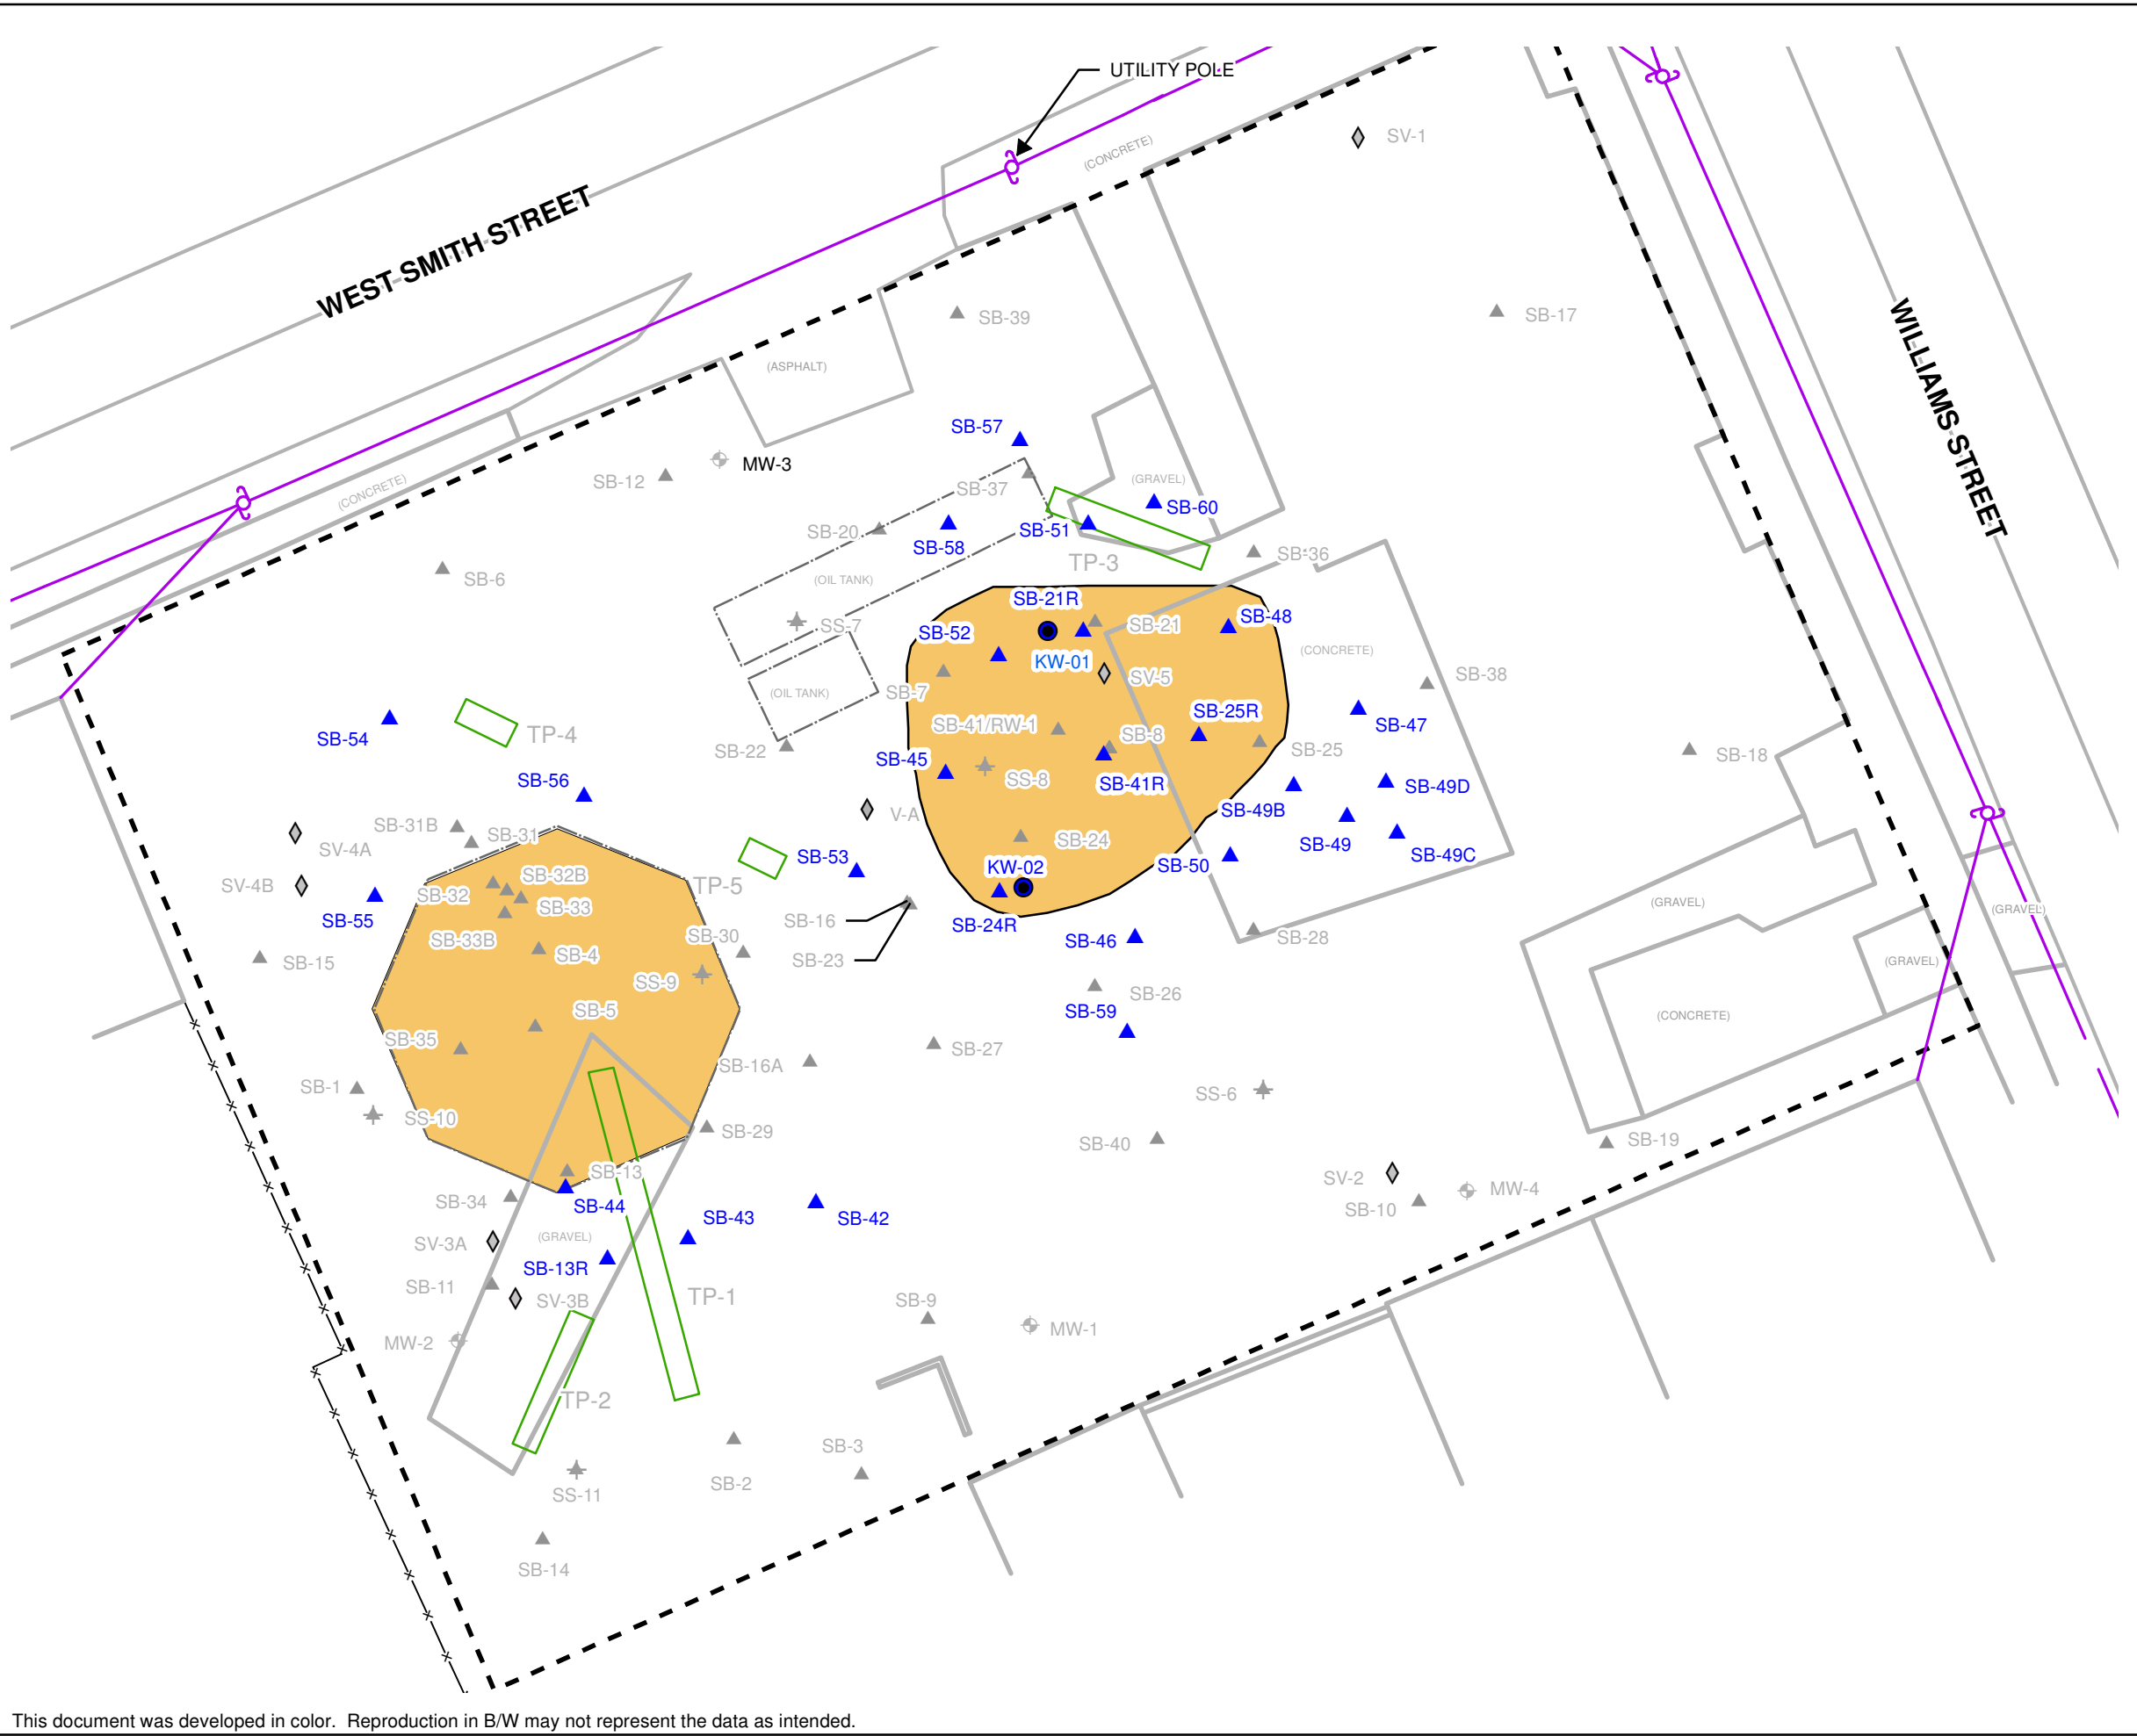 UTILITY POLE
(CONCRETE)
SV-1
WEST SMITH STREET
WILLIAMS STREET
SB-39
SB-17
(ASPHALT)
SB-57
MW-3
SB-12
(CONCRETE)
SB-37
(GRAVEL)
SB-60
SB-20
SB-51
SB-58
TP-3
SB-36
SB-6
(OIL TANK)
SB-21R
SB-48
SS-7
SB-52
SB-21
(CONCRETE)
KW-01
SV-5
SB-38
(OIL TANK)
SB-7
SB-25R
SB-41/RW-1
SB-47
SB-54
TP-4
SB-8
SB-22
SB-25
SB-18
SB-45
SS-8
SB-56
SB-41R
SB-49D
SB-49B
V-A
SB-31B
SB-31
SB-24
SB-49
SV-4A
SB-49C
SB-53
KW-02
SB-50
SV-4B
SB-32B
TP-5
SB-32
SB-33
(GRAVEL)
(GRAVEL)
SB-55
SB-16
SB-24R
SB-33B
SB-30
SB-46
SB-28
SB-4
SB-15
SB-23
(GRAVEL)
SS-9
SB-26
SB-5
SB-59
(CONCRETE)
SB-35
SB-27
SB-16A
SB-1
SS-6
SS-10
SB-29
SB-40
SB-19
SB-13
SV-2
MW-4
SB-34
SB-44
SB-10
SB-43
SB-42
(GRAVEL)
SV-3A
SB-13R
SB-11
SV-3B
TP-1
SB-9
MW-1
MW-2
TP-2
SB-3
SB-2
SS-11
SB-14
This document was developed in color.  Reproduction in B/W may not represent the data as intended.